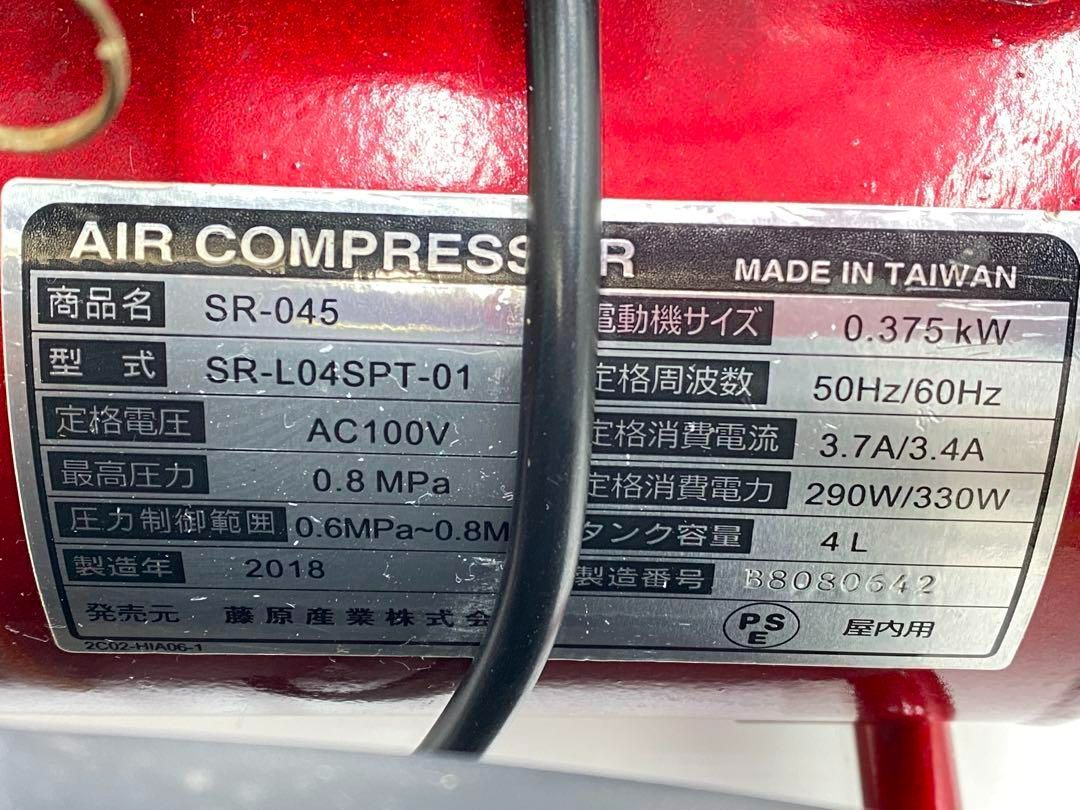 AIR COMPRESS R MADE IN TAIWAN
商品名 SR-045 電動機サイズ 0.375 kW
型 式 SR-L04SPT-01 定格周波数 50Hz/60Hz
定格電圧 AC100V 定格消費電流 3.7A/3.4A
最高圧力 0.8 MPa 定格消費電力 290W/330W
圧力制御範囲 0.6MPa~0.8M タンク容量 4 L
製造年 2018 製造番号 B8080642
発売元 藤原産業株式会 PSE 屋内用
2C02-HIA06-1